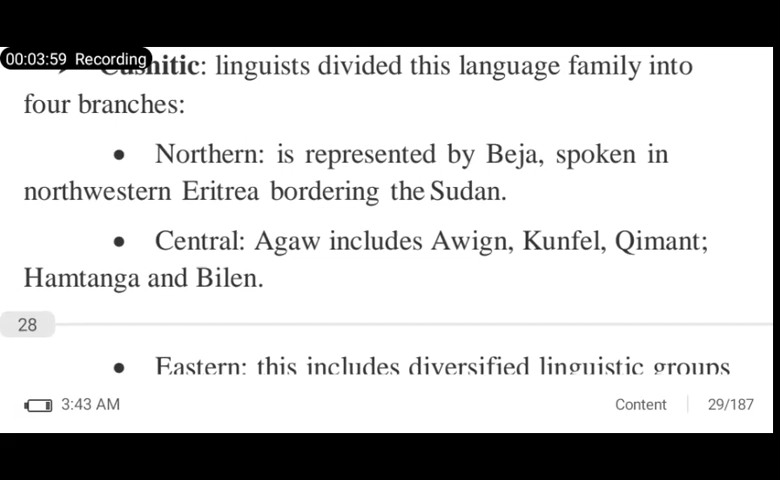 00:03:59 Recording
Cushitic: linguists divided this language family into
four branches:
• Northern: is represented by Beja, spoken in
northwestern Eritrea bordering the Sudan.
• Central: Agaw includes Awign, Kunfel, Qimant;
Hamtanga and Bilen.
28
• Eastern: this includes diversified linguistic groups
3:43 AM
Content
29/187